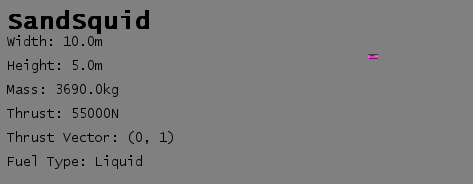 SandSquid
Width: 10.0m
Height: 5.0m
Mass: 3690.0kg
Thrust: 55000N
Thrust Vector: (0, 1)
Fuel Type: Liquid